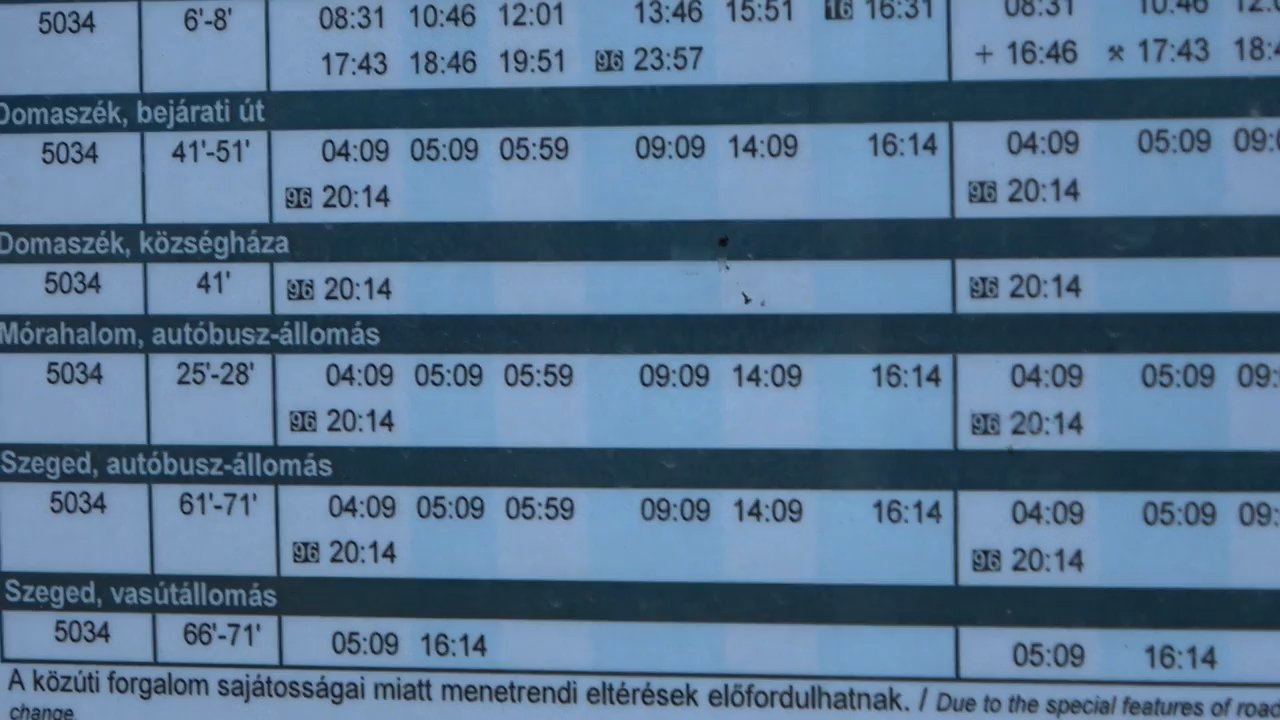 5034 6'-8' 08:31 10:46 12:01 13:46 15:51 16 16:31 08:31 10:46
17:43 18:46 19:51 96 23:57 + 16:46 ⚒ 17:43
Domaszék, bejárati út
5034 41'-51' 04:09 05:09 05:59 09:09 14:09 16:14 04:09 05:09
96 20:14 96 20:14
Domaszék, községháza
5034 41' 96 20:14 96 20:14
Mórahalom, autóbusz-állomás
5034 25'-28' 04:09 05:09 05:59 09:09 14:09 16:14 04:09 05:09 09:
96 20:14 96 20:14
Szeged, autóbusz-állomás
5034 61'-71' 04:09 05:09 05:59 09:09 14:09 16:14 04:09 05:09 09:
96 20:14 96 20:14
Szeged, vasútállomás
5034 66'-71' 05:09 16:14 05:09 16:14
A közúti forgalom sajátosságai miatt menetrendi eltérések előfordulhatnak. / Due to the special features of road
change.